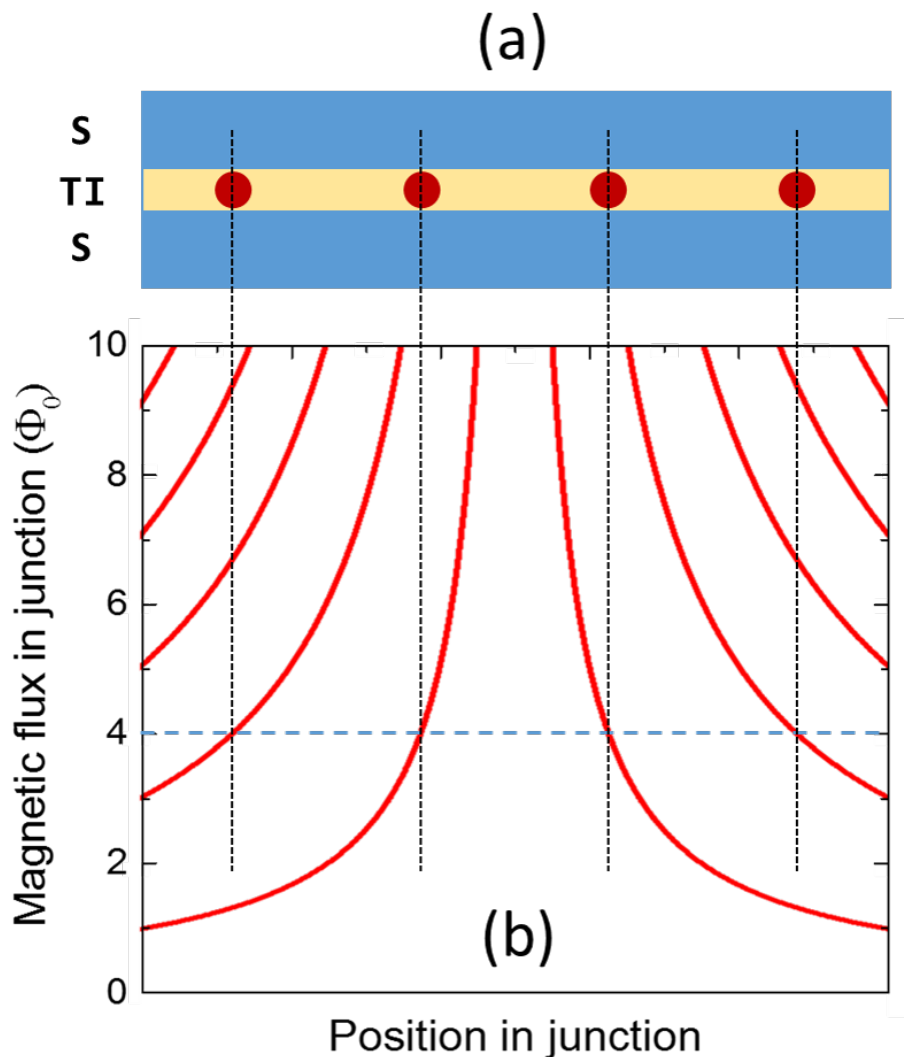 (a)
S
TI
S
10
8
6
4
2
0
Magnetic flux in junction (Φ₀)
(b)
Position in junction